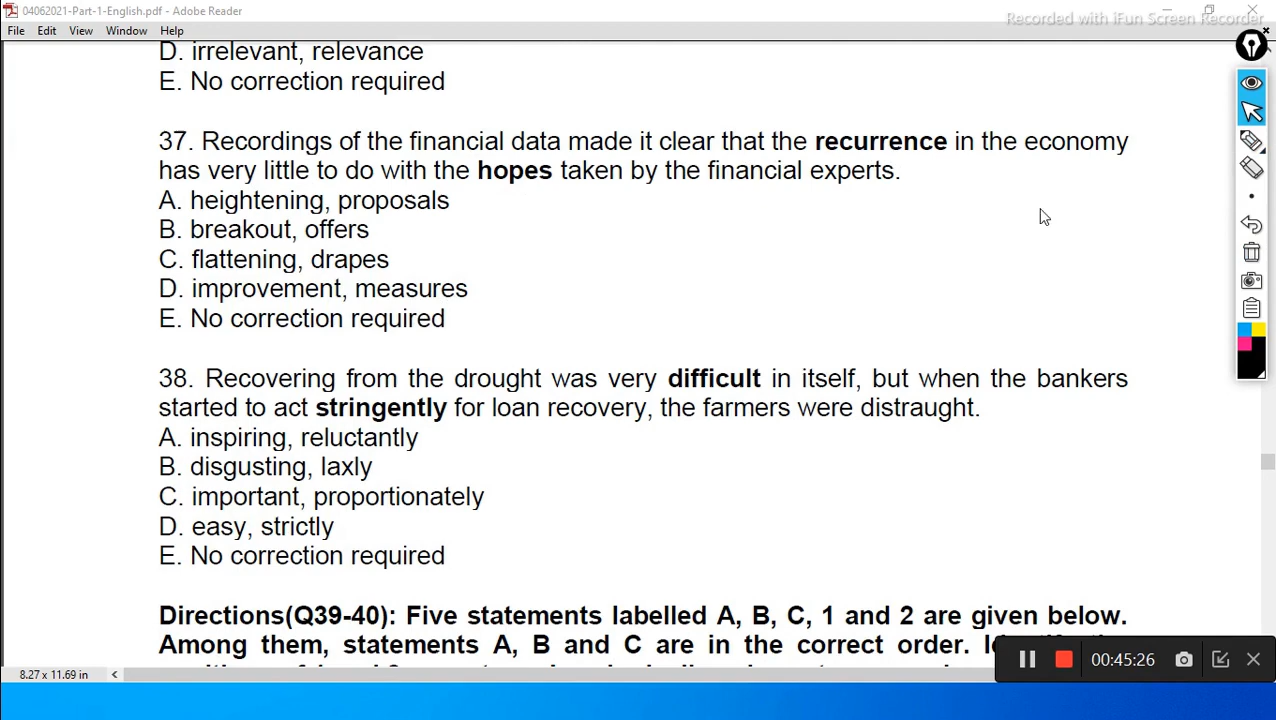 04062021-Part-1-English.pdf - Adobe Reader
Recorded with iFun Screen Recorder
File Edit View Window Help
D. irrelevant, relevance
E. No correction required
37. Recordings of the financial data made it clear that the recurrence in the economy
has very little to do with the hopes taken by the financial experts.
A. heightening, proposals
B. breakout, offers
C. flattening, drapes
D. improvement, measures
E. No correction required
38. Recovering from the drought was very difficult in itself, but when the bankers
started to act stringently for loan recovery, the farmers were distraught.
A. inspiring, reluctantly
B. disgusting, laxly
C. important, proportionately
D. easy, strictly
E. No correction required
Directions(Q39-40): Five statements labelled A, B, C, 1 and 2 are given below.
Among them, statements A, B and C are in the correct order.
00:45:26
8.27 x 11.69 in